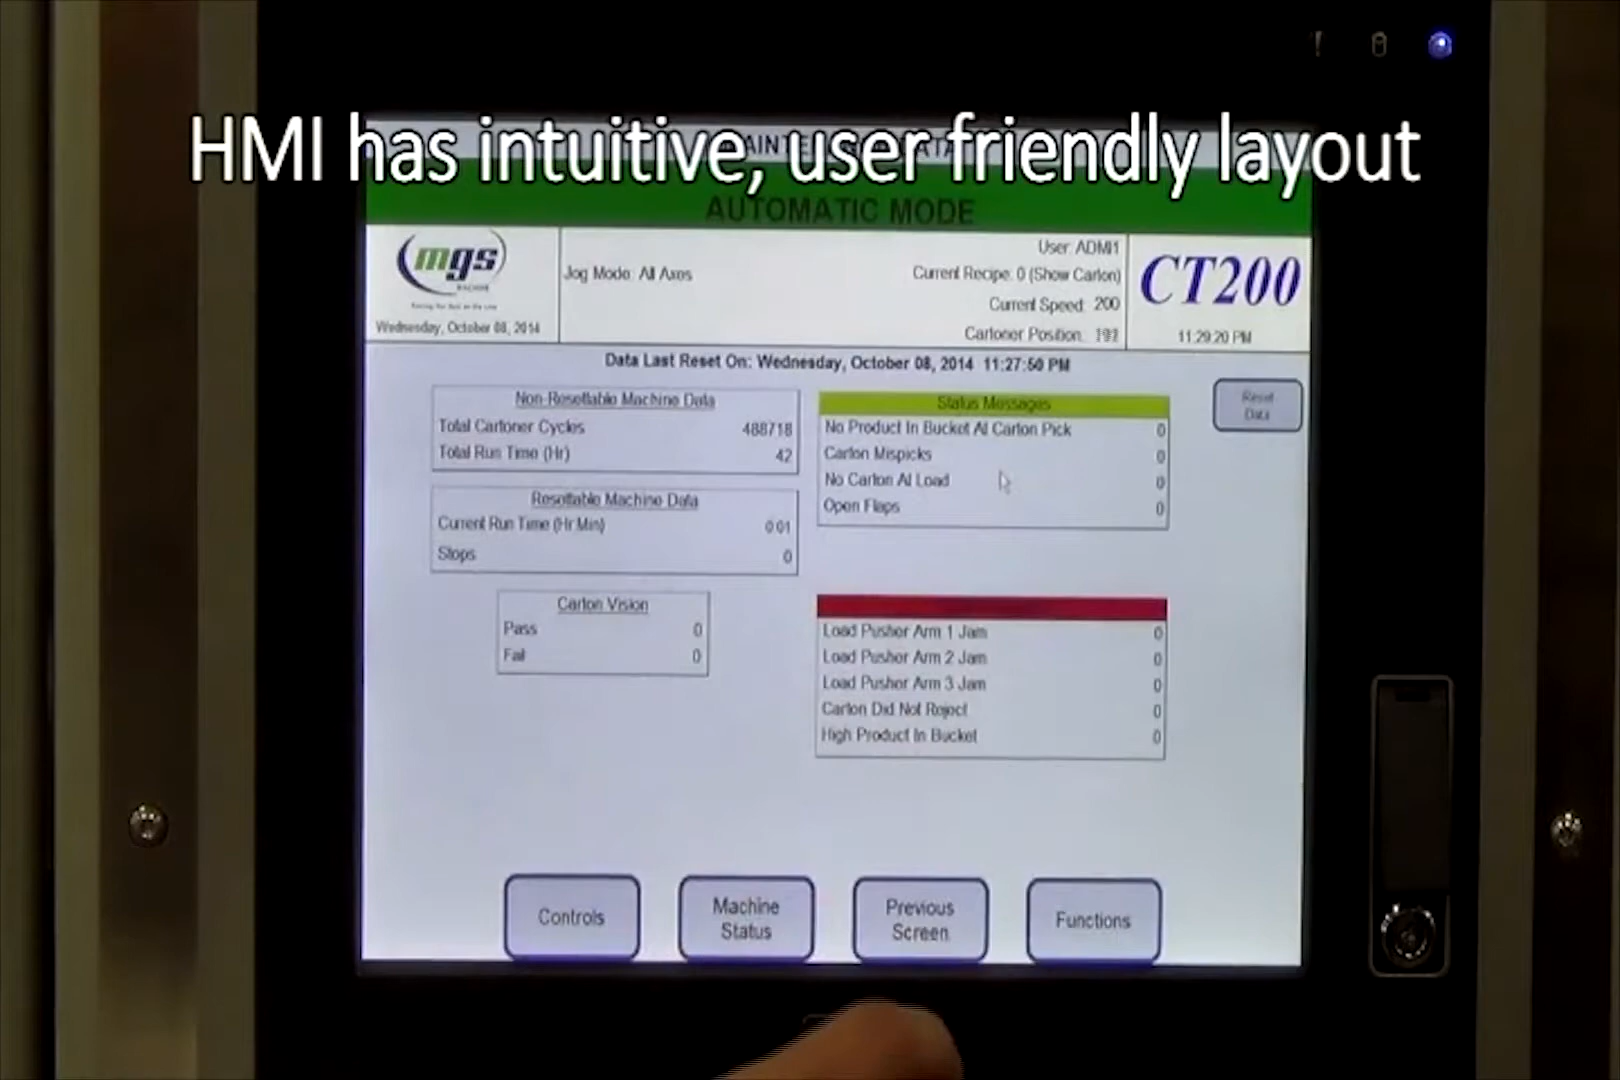 HMI has intuitive, user friendly layout
AUTOMATIC MODE
mgs
MACHINE
Wednesday, October 08, 2014
Jog Mode: All Axes
User: ADMI1
Current Recipe: 0 (Show Carton)
Current Speed: 200
Cartoner Position:
CT200
11:29:20 PM
Data Last Reset On: Wednesday, October 08, 2014 11:27:50 PM
Reset
Data
Non-Resettable Machine Data
Total Cartoner Cycles 488718
Total Run Time (Hr) 42
Resettable Machine Data
Current Run Time (Hr:Min) 0:01
Stops 0
Carton Vision
Pass 0
Fail 0
Status Messages
No Product In Bucket At Carton Pick 0
Carton Mispicks 0
No Carton At Load 0
Open Flaps 0
Load Pusher Arm 1 Jam 0
Load Pusher Arm 2 Jam 0
Load Pusher Arm 3 Jam 0
Carton Did Not Reject 0
High Product In Bucket 0
Controls
Machine
Status
Previous
Screen
Functions